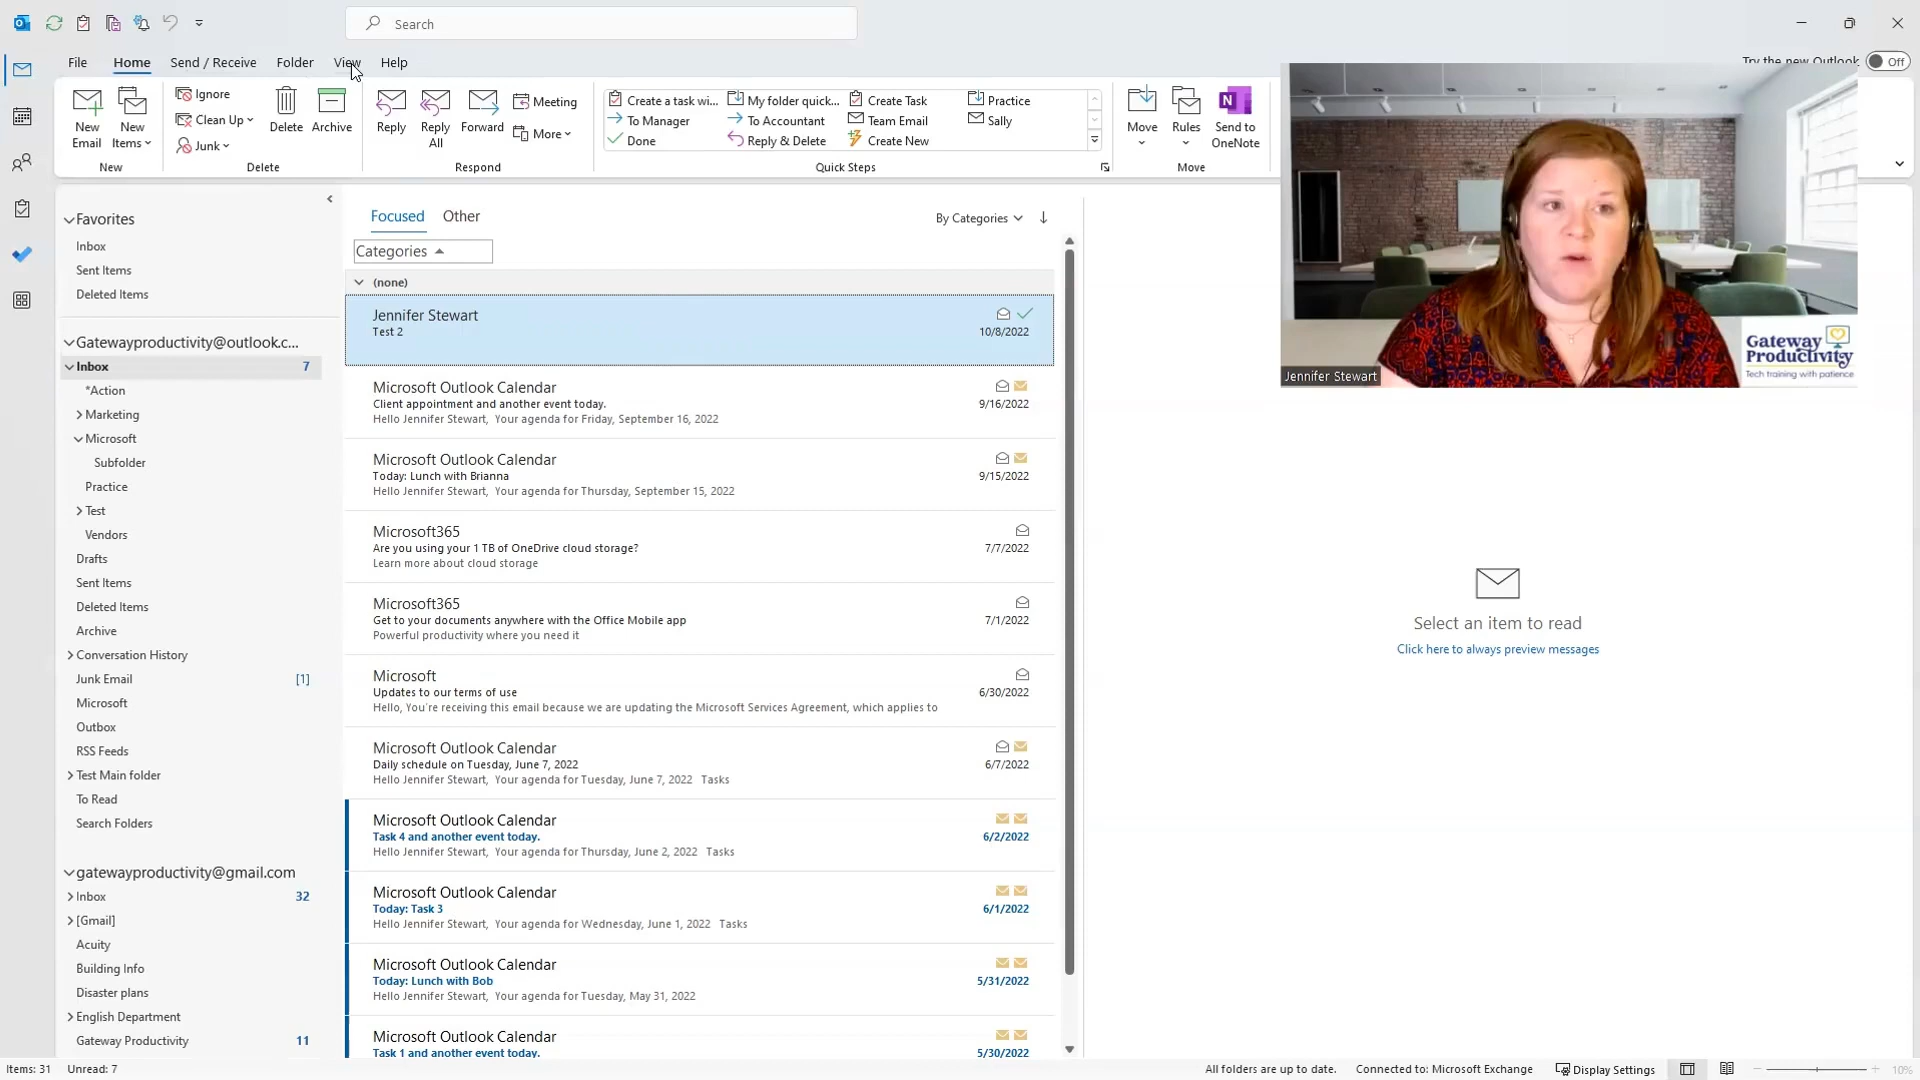 Search
File Home Send / Receive Folder View Help
Try the new Outlook Off
New Email
New Items
Ignore
Clean Up
Junk
Delete
Archive
Reply
Reply All
Forward
Meeting
More
Create a task wi...
To Manager
Done
My folder quick...
To Accountant
Reply & Delete
Create Task
Team Email
Create New
Practice
Sally
Move
Rules
N
Send to OneNote
New
Delete
Respond
Quick Steps
Move
Favorites
Inbox
Sent Items
Deleted Items
Gatewayproductivity@outlook.c...
Inbox 7
*Action
Marketing
Microsoft
Subfolder
Practice
Test
Vendors
Drafts
Sent Items
Deleted Items
Archive
Conversation History
Junk Email [1]
Microsoft
Outbox
RSS Feeds
Test Main folder
To Read
Search Folders
gatewayproductivity@gmail.com
Inbox 32
[Gmail]
Acuity
Building Info
Disaster plans
English Department
Gateway Productivity 11
Focused Other
By Categories
Categories
(none)
Jennifer Stewart
Test 2 10/8/2022
Microsoft Outlook Calendar
Client appointment and another event today. 9/16/2022
Hello Jennifer Stewart, Your agenda for Friday, September 16, 2022
Microsoft Outlook Calendar
Today: Lunch with Brianna 9/15/2022
Hello Jennifer Stewart, Your agenda for Thursday, September 15, 2022
Microsoft365
Are you using your 1 TB of OneDrive cloud storage? 7/7/2022
Learn more about cloud storage
Microsoft365
Get to your documents anywhere with the Office Mobile app 7/1/2022
Powerful productivity where you need it
Microsoft
Updates to our terms of use 6/30/2022
Hello, You're receiving this email because we are updating the Microsoft Services Agreement, which applies to
Microsoft Outlook Calendar
Daily schedule on Tuesday, June 7, 2022 6/7/2022
Hello Jennifer Stewart, Your agenda for Tuesday, June 7, 2022 Tasks
Microsoft Outlook Calendar
Task 4 and another event today. 6/2/2022
Hello Jennifer Stewart, Your agenda for Thursday, June 2, 2022 Tasks
Microsoft Outlook Calendar
Today: Task 3 6/1/2022
Hello Jennifer Stewart, Your agenda for Wednesday, June 1, 2022 Tasks
Microsoft Outlook Calendar
Today: Lunch with Bob 5/31/2022
Hello Jennifer Stewart, Your agenda for Tuesday, May 31, 2022
Microsoft Outlook Calendar
Task 1 and another event today. 5/30/2022
Jennifer Stewart
Gateway
Productivity
Tech training with patience
Select an item to read
Click here to always preview messages
Items: 31 Unread: 7
All folders are up to date. Connected to: Microsoft Exchange Display Settings 10%